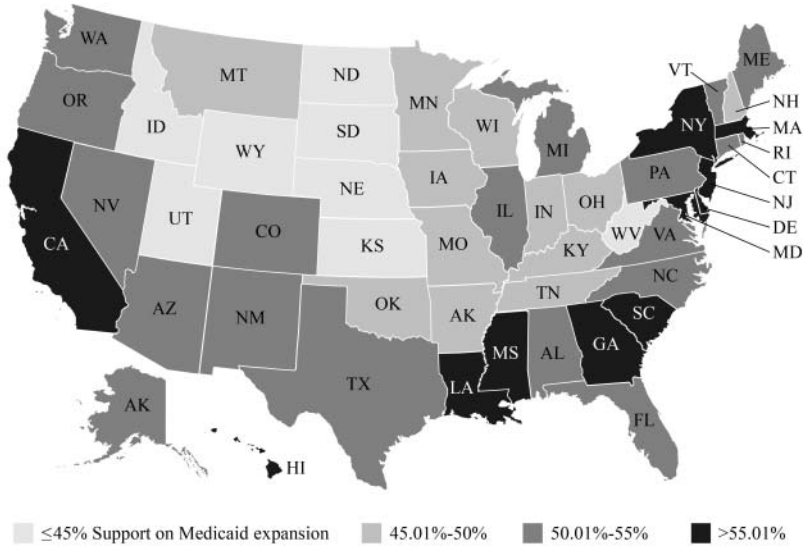 WA
ME
VT
MT
ND
MN
NH
OR
NY
MA
ID
SD
WI
RI
WY
MI
CT
PA
IA
NE
NJ
NV
IL
IN
OH
DE
UT
CO
WV
VA
MD
CA
KS
MO
KY
NC
TN
OK
AK
AZ
NM
SC
MS
AL
GA
LA
TX
AK
FL
HI
≤45% Support on Medicaid expansion 45.01%-50% 50.01%-55% >55.01%